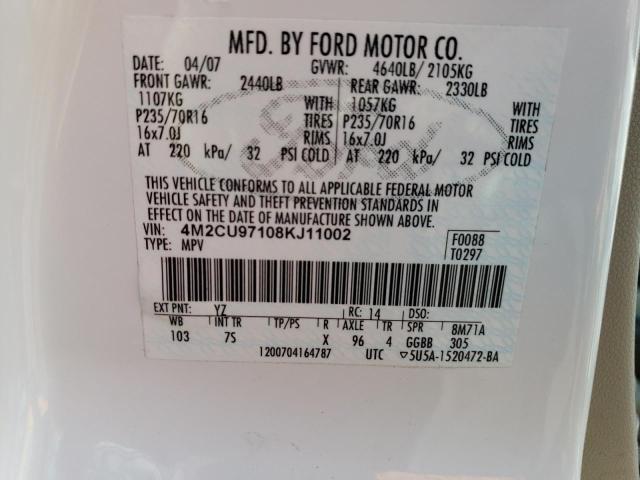 MFD. BY FORD MOTOR CO.
DATE: 04/07 GVWR: 4640LB/ 2105KG
FRONT GAWR: 2440LB REAR GAWR: 2330LB
1107KG WITH 1057KG WITH
P235/70R16 TIRES P235/70R16 TIRES
16x7.0J RIMS 16x7.0J RIMS
AT 220 kPa/ 32 PSI COLD AT 220 kPa/ 32 PSI COLD
THIS VEHICLE CONFORMS TO ALL APPLICABLE FEDERAL MOTOR
VEHICLE SAFETY AND THEFT PREVENTION STANDARDS IN
EFFECT ON THE DATE OF MANUFACTURE SHOWN ABOVE.
VIN: 4M2CU97108KJ11002 F0088
TYPE: MPV T0297
EXT PNT: YZ RC: 14 DSO:
WB INT TR TP/PS R AXLE TR SPR 8M71A
103 7S X 96 4 GGBB 305
1200704164787 UTC ▽5U5A-1520472-BA